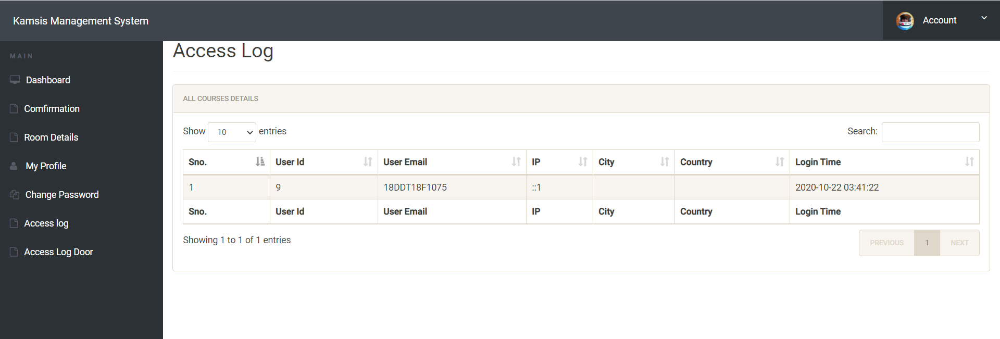 Kamsis Management System
Account
MAIN
Dashboard
Comfirmation
Room Details
My Profile
Change Password
Access log
Access Log Door
Access Log
ALL COURSES DETAILS
Show 10 entries
Search:
Sno. User Id User Email IP City Country Login Time
1 9 18DDT18F1075 ::1 2020-10-22 03:41:22
Sno. User Id User Email IP City Country Login Time
Showing 1 to 1 of 1 entries
PREVIOUS 1 NEXT